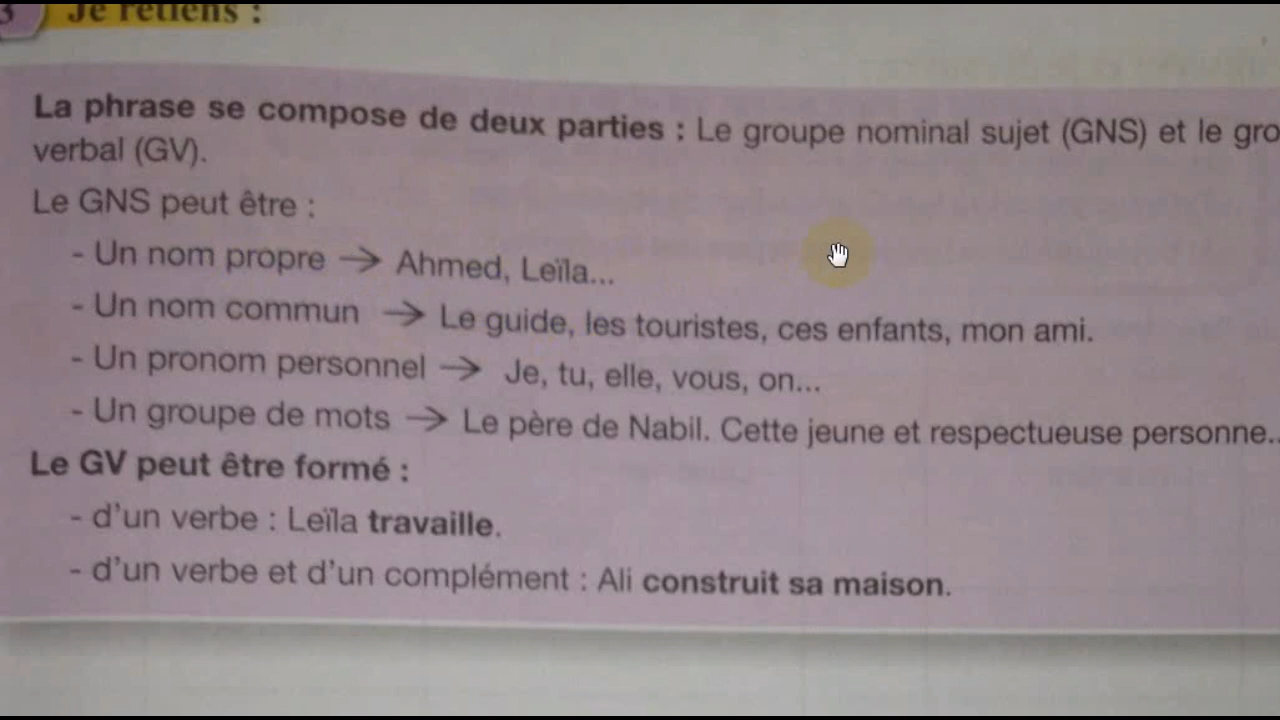 3 Je retiens :
La phrase se compose de deux parties : Le groupe nominal sujet (GNS) et le gro
verbal (GV).
Le GNS peut être :
- Un nom propre → Ahmed, Leïla...
- Un nom commun → Le guide, les touristes, ces enfants, mon ami.
- Un pronom personnel → Je, tu, elle, vous, on...
- Un groupe de mots → Le père de Nabil. Cette jeune et respectueuse personne..
Le GV peut être formé :
- d'un verbe : Leïla travaille.
- d'un verbe et d'un complément : Ali construit sa maison.